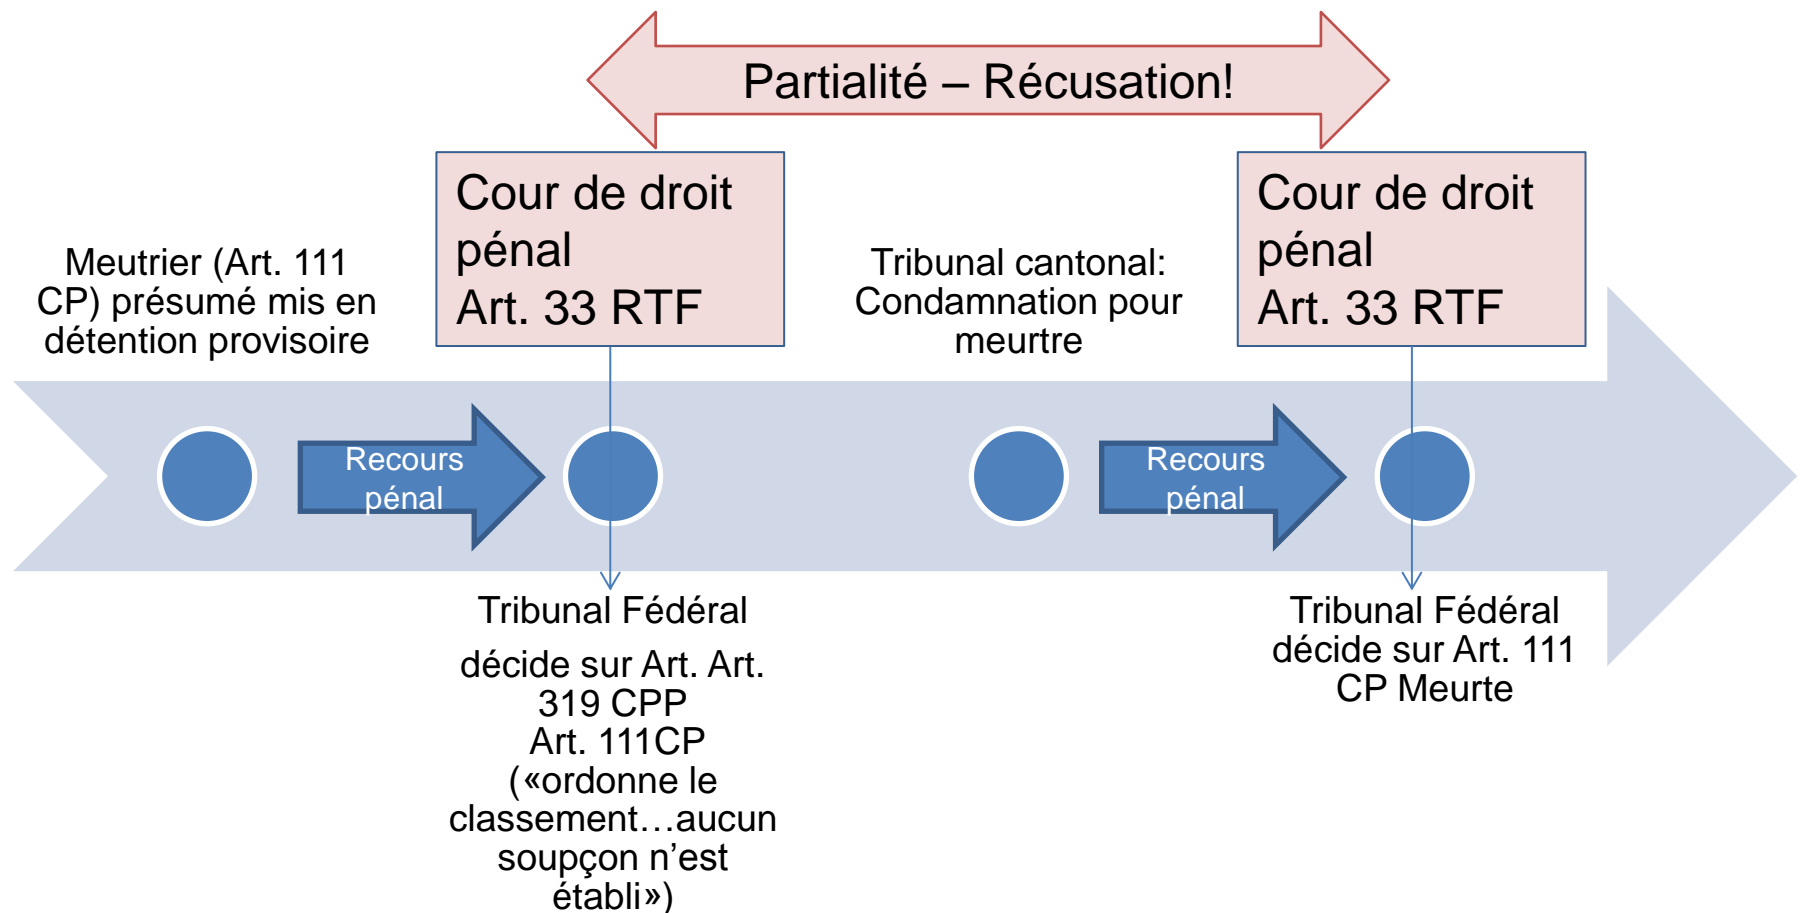 Partialité – Récusation!
Meutrier (Art. 111
CP) présumé mis en
détention provisoire
Cour de droit
pénal
Art. 33 RTF
Tribunal cantonal:
Condamnation pour
meurtre
Cour de droit
pénal
Art. 33 RTF
Recours
pénal
Recours
pénal
Tribunal Fédéral
décide sur Art. Art.
319 CPP
Art. 111CP
(«ordonne le
classement…aucun
soupçon n’est
établi»)
Tribunal Fédéral
décide sur Art. 111
CP Meurte